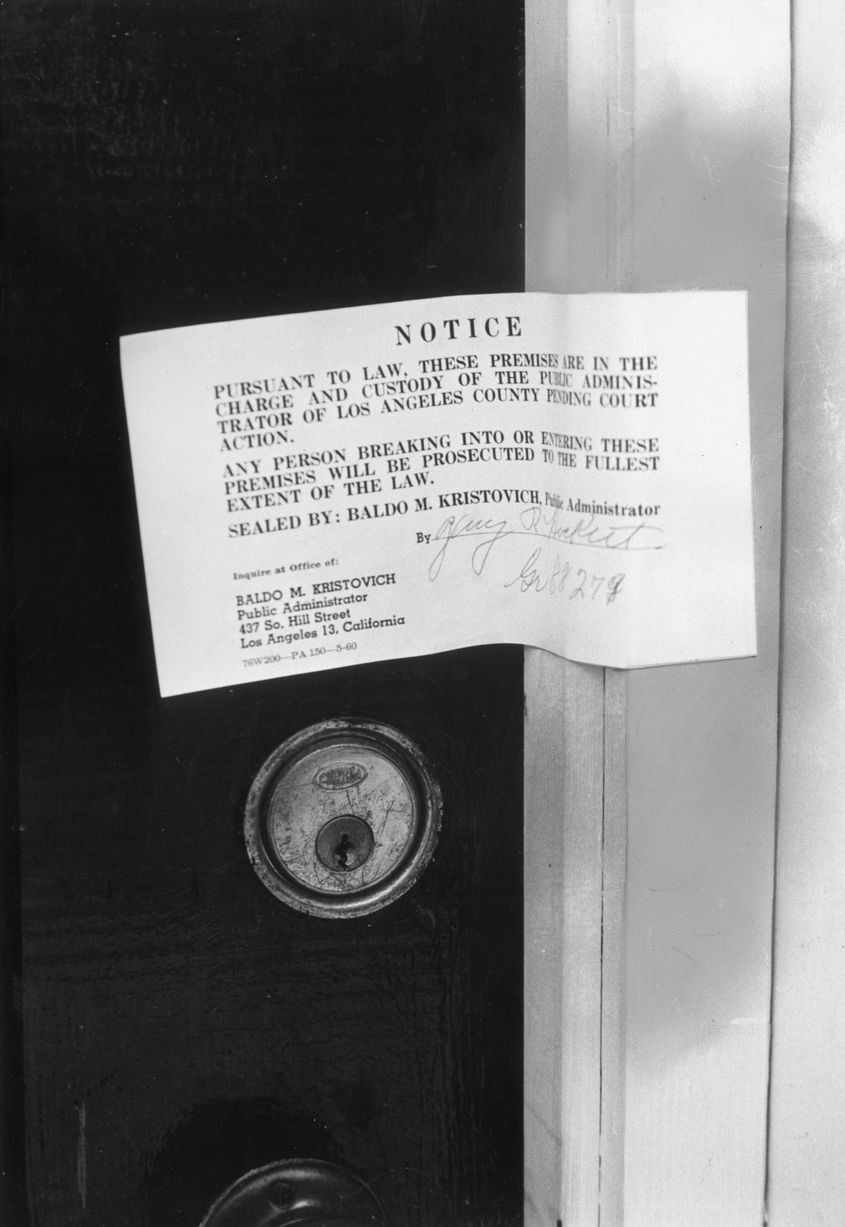 NOTICE
PURSUANT TO LAW, THESE PREMISES ARE IN THE
CHARGE AND CUSTODY OF THE PUBLIC ADMINIS-
TRATOR OF LOS ANGELES COUNTY PENDING COURT
ACTION.
ANY PERSON BREAKING INTO OR ENTERING THESE
PREMISES WILL BE PROSECUTED TO THE FULLEST
EXTENT OF THE LAW.
SEALED BY: BALDO M. KRISTOVICH, Public Administrator
By
Inquire at Office of:
BALDO M. KRISTOVICH
Public Administrator
437 So. Hill Street
Los Angeles 13, California
76W200—PA 150—5-60